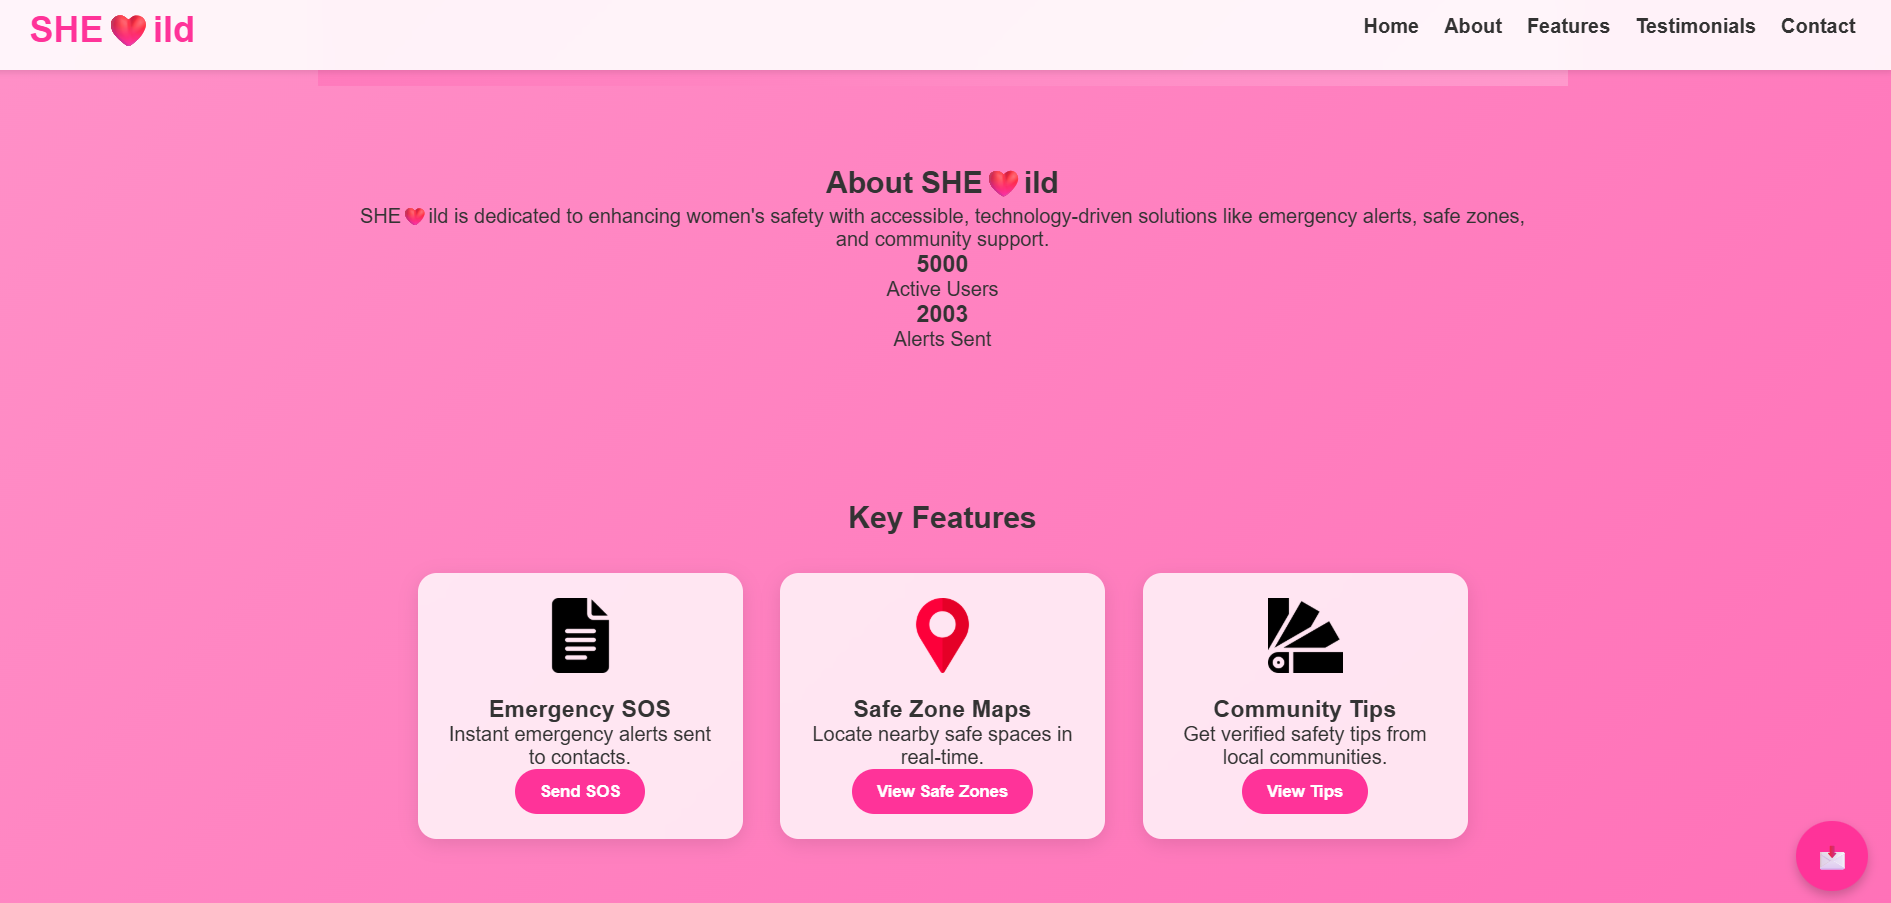 SHE❤️ild
Home About Features Testimonials Contact
About SHE❤️ild
SHE❤️ild is dedicated to enhancing women's safety with accessible, technology-driven solutions like emergency alerts, safe zones,
and community support.
5000
Active Users
2003
Alerts Sent
Key Features
Emergency SOS
Instant emergency alerts sent
to contacts.
Send SOS
Safe Zone Maps
Locate nearby safe spaces in
real-time.
View Safe Zones
Community Tips
Get verified safety tips from
local communities.
View Tips